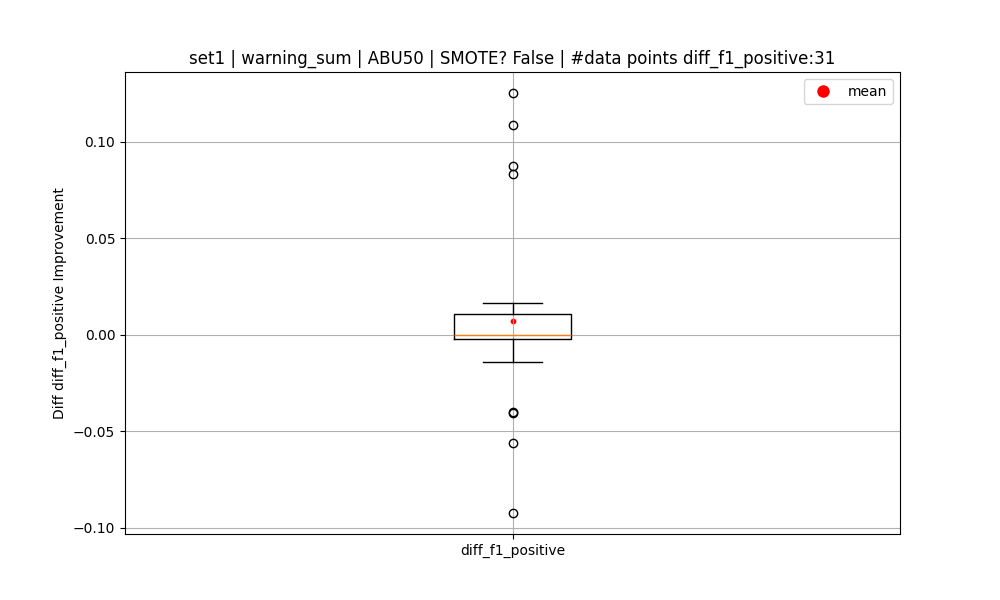 set1 | warning_sum | ABU50 | SMOTE? False | #data points diff_f1_positive:31
mean
0.10
0.05
0.00
−0.05
−0.10
Diff diff_f1_positive Improvement
diff_f1_positive